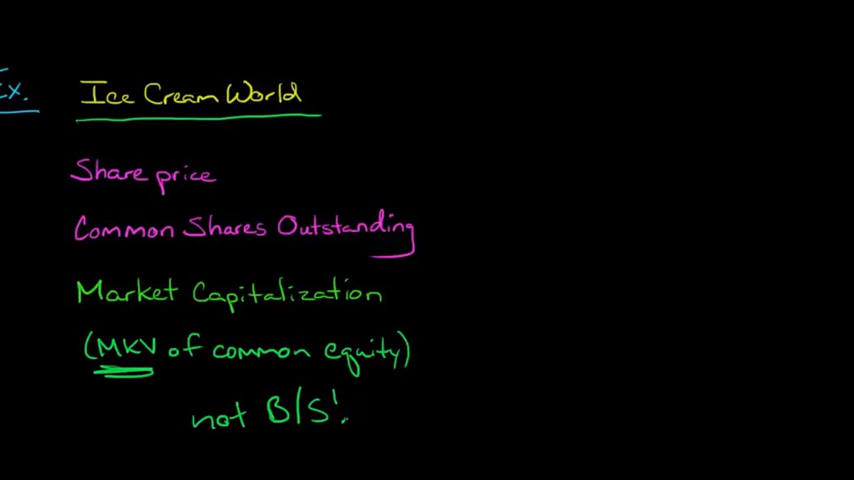 Ex.
Ice Cream World
Share price
Common Shares Outstanding
Market Capitalization
(MKV of common equity)
not B/S!